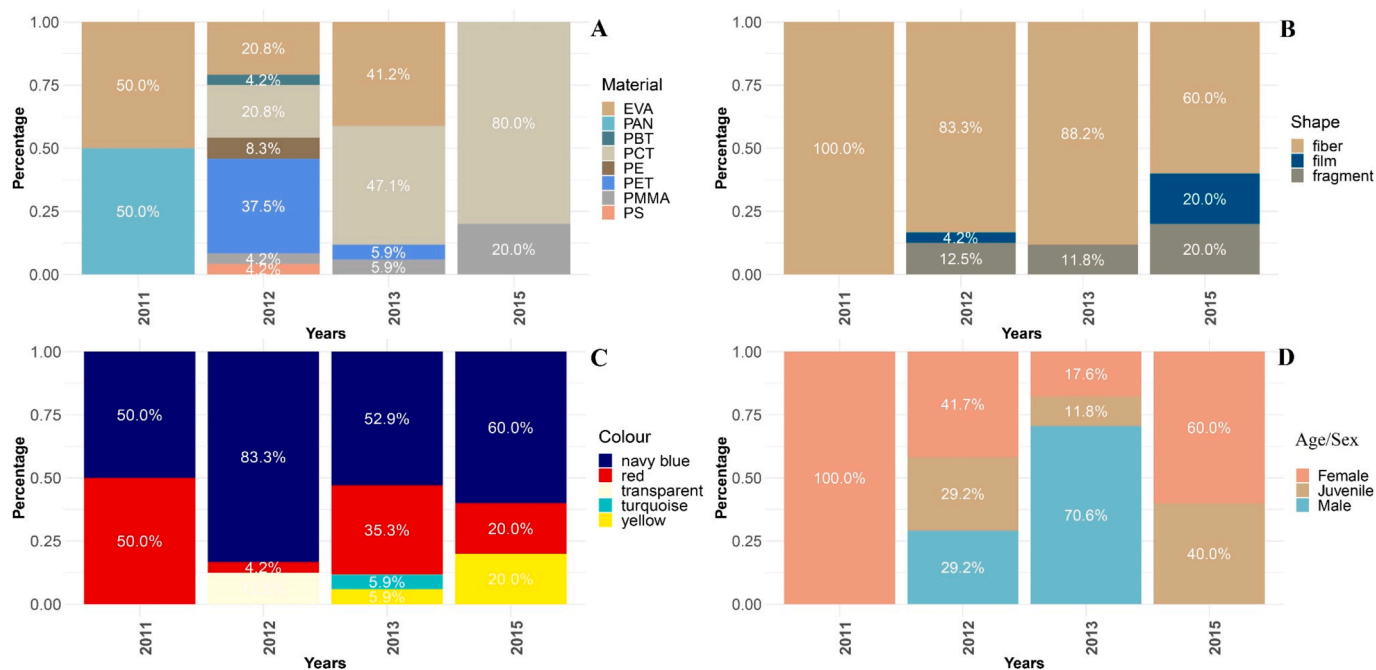 A
1.00
0.75
0.50
0.25
0.00
Percentage
50.0%
50.0%
20.8%
4.2%
20.8%
8.3%
37.5%
4.2%
4.2%
41.2%
47.1%
5.9%
5.9%
80.0%
20.0%
2011
2012
2013
2015
Years
Material
EVA
PAN
PBT
PCT
PE
PET
PMMA
PS
B
1.00
0.75
0.50
0.25
0.00
Percentage
100.0%
83.3%
4.2%
12.5%
88.2%
11.8%
60.0%
20.0%
20.0%
2011
2012
2013
2015
Years
Shape
fiber
film
fragment
C
1.00
0.75
0.50
0.25
0.00
Percentage
50.0%
50.0%
83.3%
4.2%
52.9%
35.3%
5.9%
5.9%
60.0%
20.0%
20.0%
2011
2012
2013
2015
Years
Colour
navy blue
red
transparent
turquoise
yellow
D
1.00
0.75
0.50
0.25
0.00
Percentage
100.0%
41.7%
29.2%
29.2%
17.6%
11.8%
70.6%
60.0%
40.0%
2011
2012
2013
2015
Years
Age/Sex
Female
Juvenile
Male